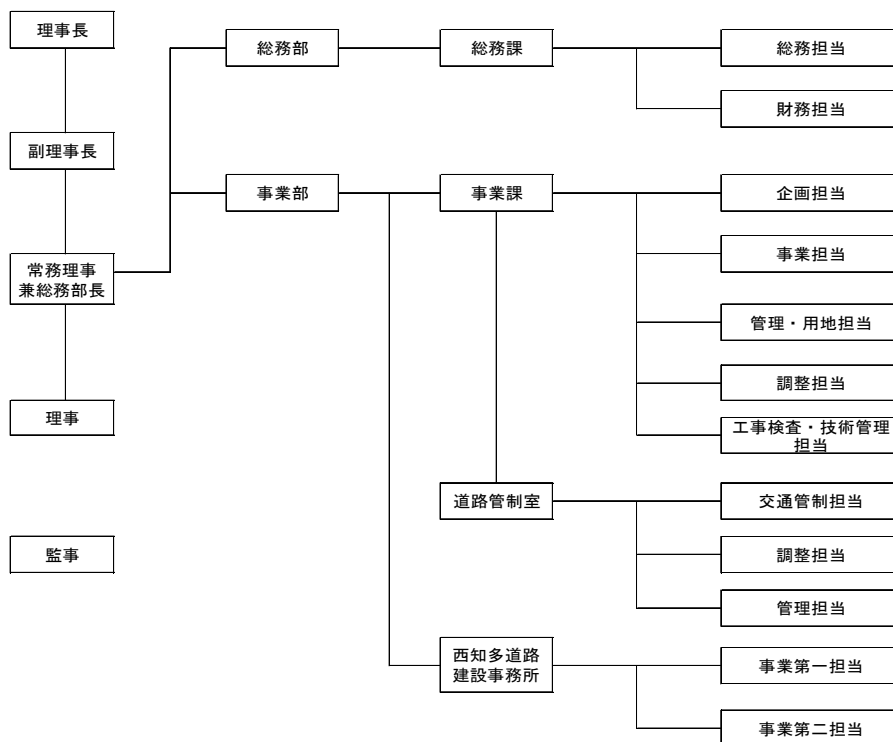 理事長
副理事長
常務理事
兼総務部長
理事
監事
総務部
総務課
総務担当
財務担当
事業部
事業課
企画担当
事業担当
管理・用地担当
調整担当
工事検査・技術管理
担当
道路管制室
交通管制担当
調整担当
管理担当
西知多道路
建設事務所
事業第一担当
事業第二担当